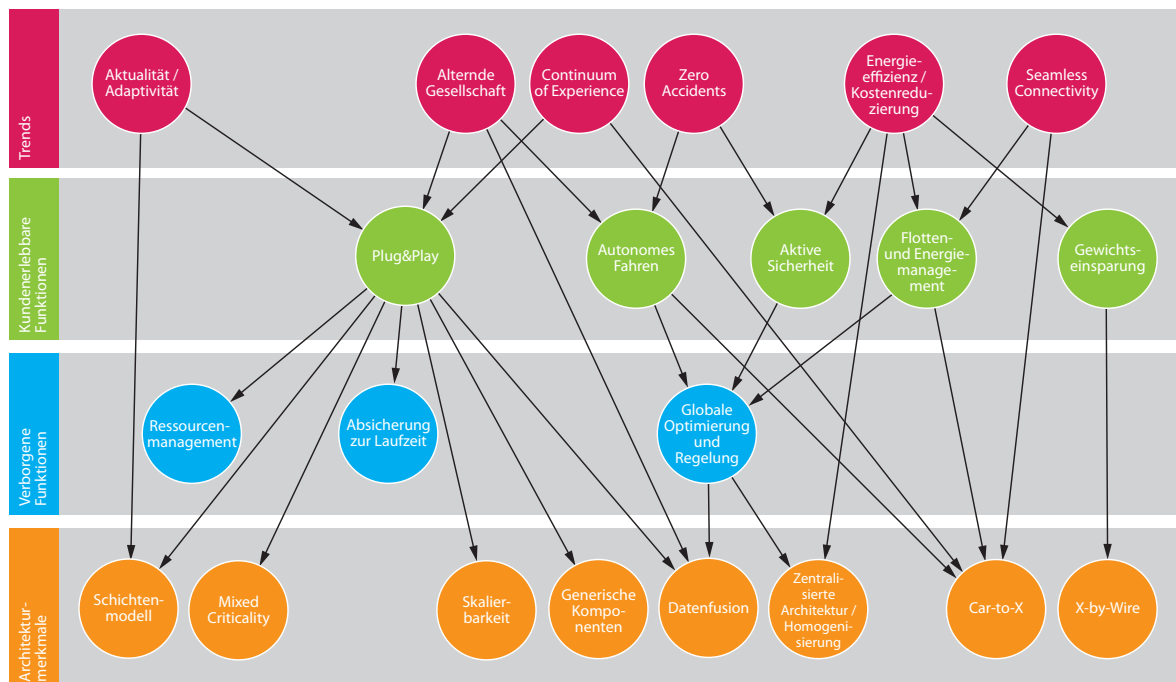 Trends
Aktualität /
Adaptivität
Alternde
Gesellschaft
Continuum
of Experience
Zero
Accidents
Energie-
effizienz /
Kostenredu-
zierung
Seamless
Connectivity
Kundenerlebbare
Funktionen
Plug&Play
Autonomes
Fahren
Aktive
Sicherheit
Flotten-
und Energie-
manage-
ment
Gewichts-
einsparung
Verborgene
Funktionen
Ressourcen-
management
Absicherung
zur Laufzeit
Globale
Optimierung
und
Regelung
Architektur-
merkmale
Schichten-
modell
Mixed
Criticality
Skalier-
barkeit
Generische
Kompo-
nenten
Datenfusion
Zentrali-
sierte
Architektur /
Homogeni-
sierung
Car-to-X
X-by-Wire